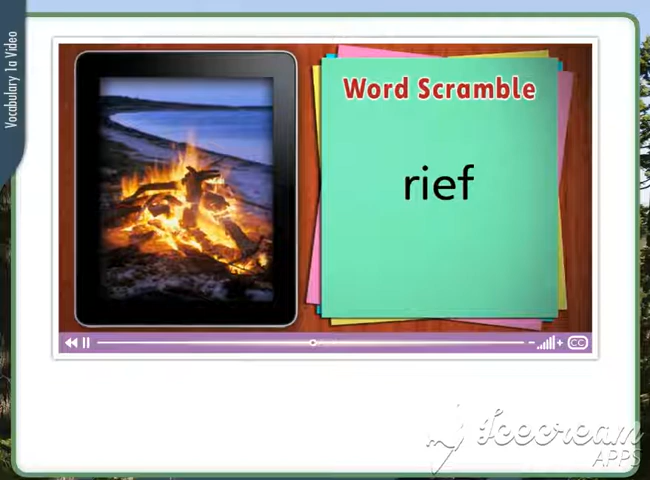 Vocabulary 1a Video
Word Scramble
rief
CC
Icecream
APPS